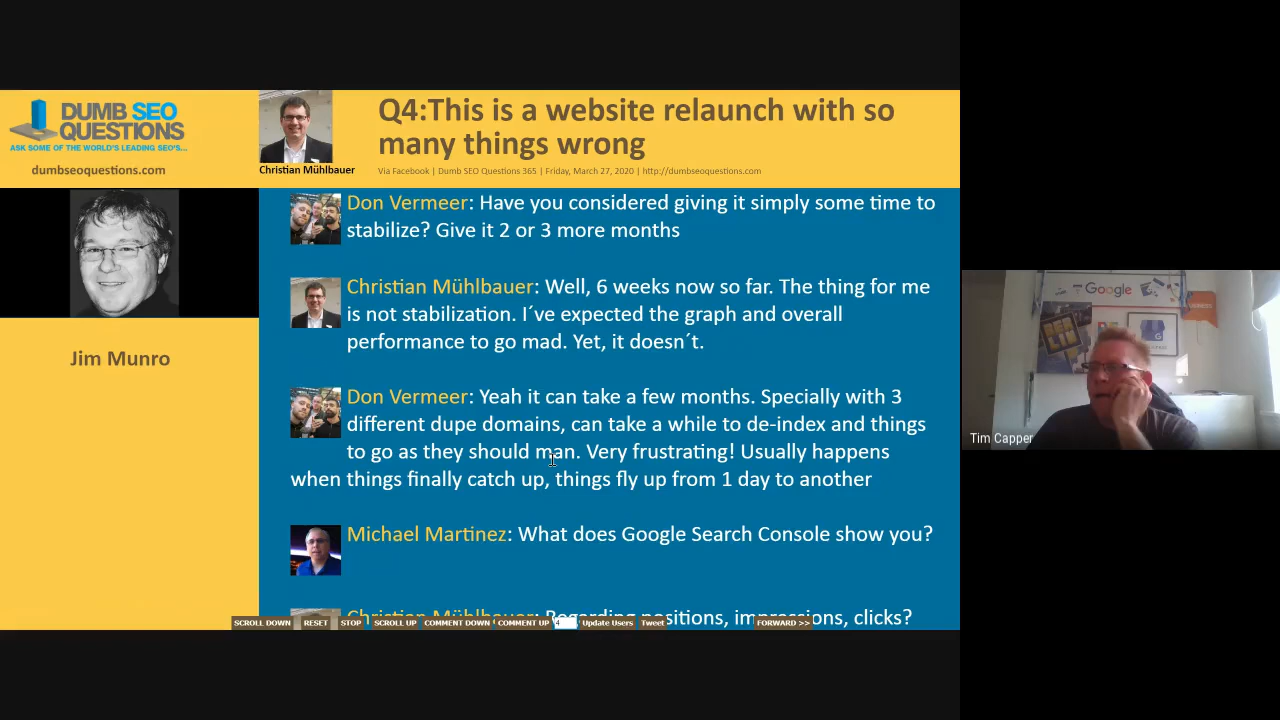 DUMB SEO
QUESTIONS
ASK SOME OF THE WORLD'S LEADING SEO'S...
dumbseoquestions.com
Christian Mühlbauer
Q4:This is a website relaunch with so
many things wrong
Via Facebook | Dumb SEO Questions 365 | Friday, March 27, 2020 | http://dumbseoquestions.com
Jim Munro
Don Vermeer: Have you considered giving it simply some time to
stabilize? Give it 2 or 3 more months
Christian Mühlbauer: Well, 6 weeks now so far. The thing for me
is not stabilization. I´ve expected the graph and overall
performance to go mad. Yet, it doesn´t.
Don Vermeer: Yeah it can take a few months. Specially with 3
different dupe domains, can take a while to de-index and things
to go as they should man. Very frustrating! Usually happens
when things finally catch up, things fly up from 1 day to another
Michael Martinez: What does Google Search Console show you?
Christian Mühlbauer: Regarding positions, impressions, clicks?
SCROLL DOWN RESET STOP SCROLL UP COMMENT DOWN COMMENT UP 4 Update Users Tweet FORWARD >>
Google
Tim Capper